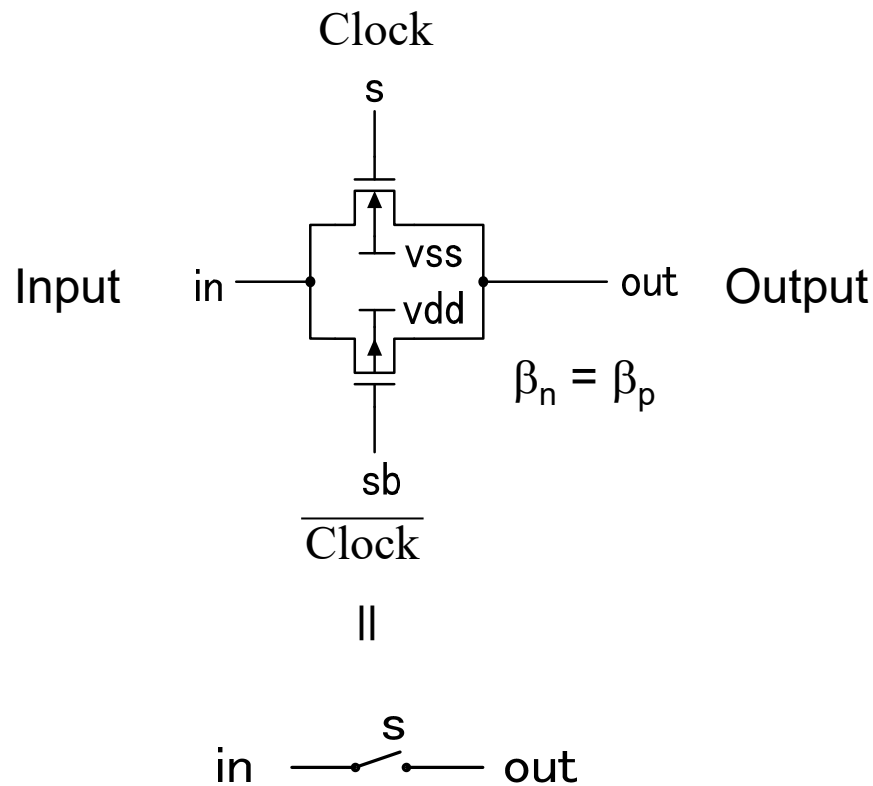 Clock
s
vss
Input in out Output
vdd
βn = βp
sb
Clock
s
in out